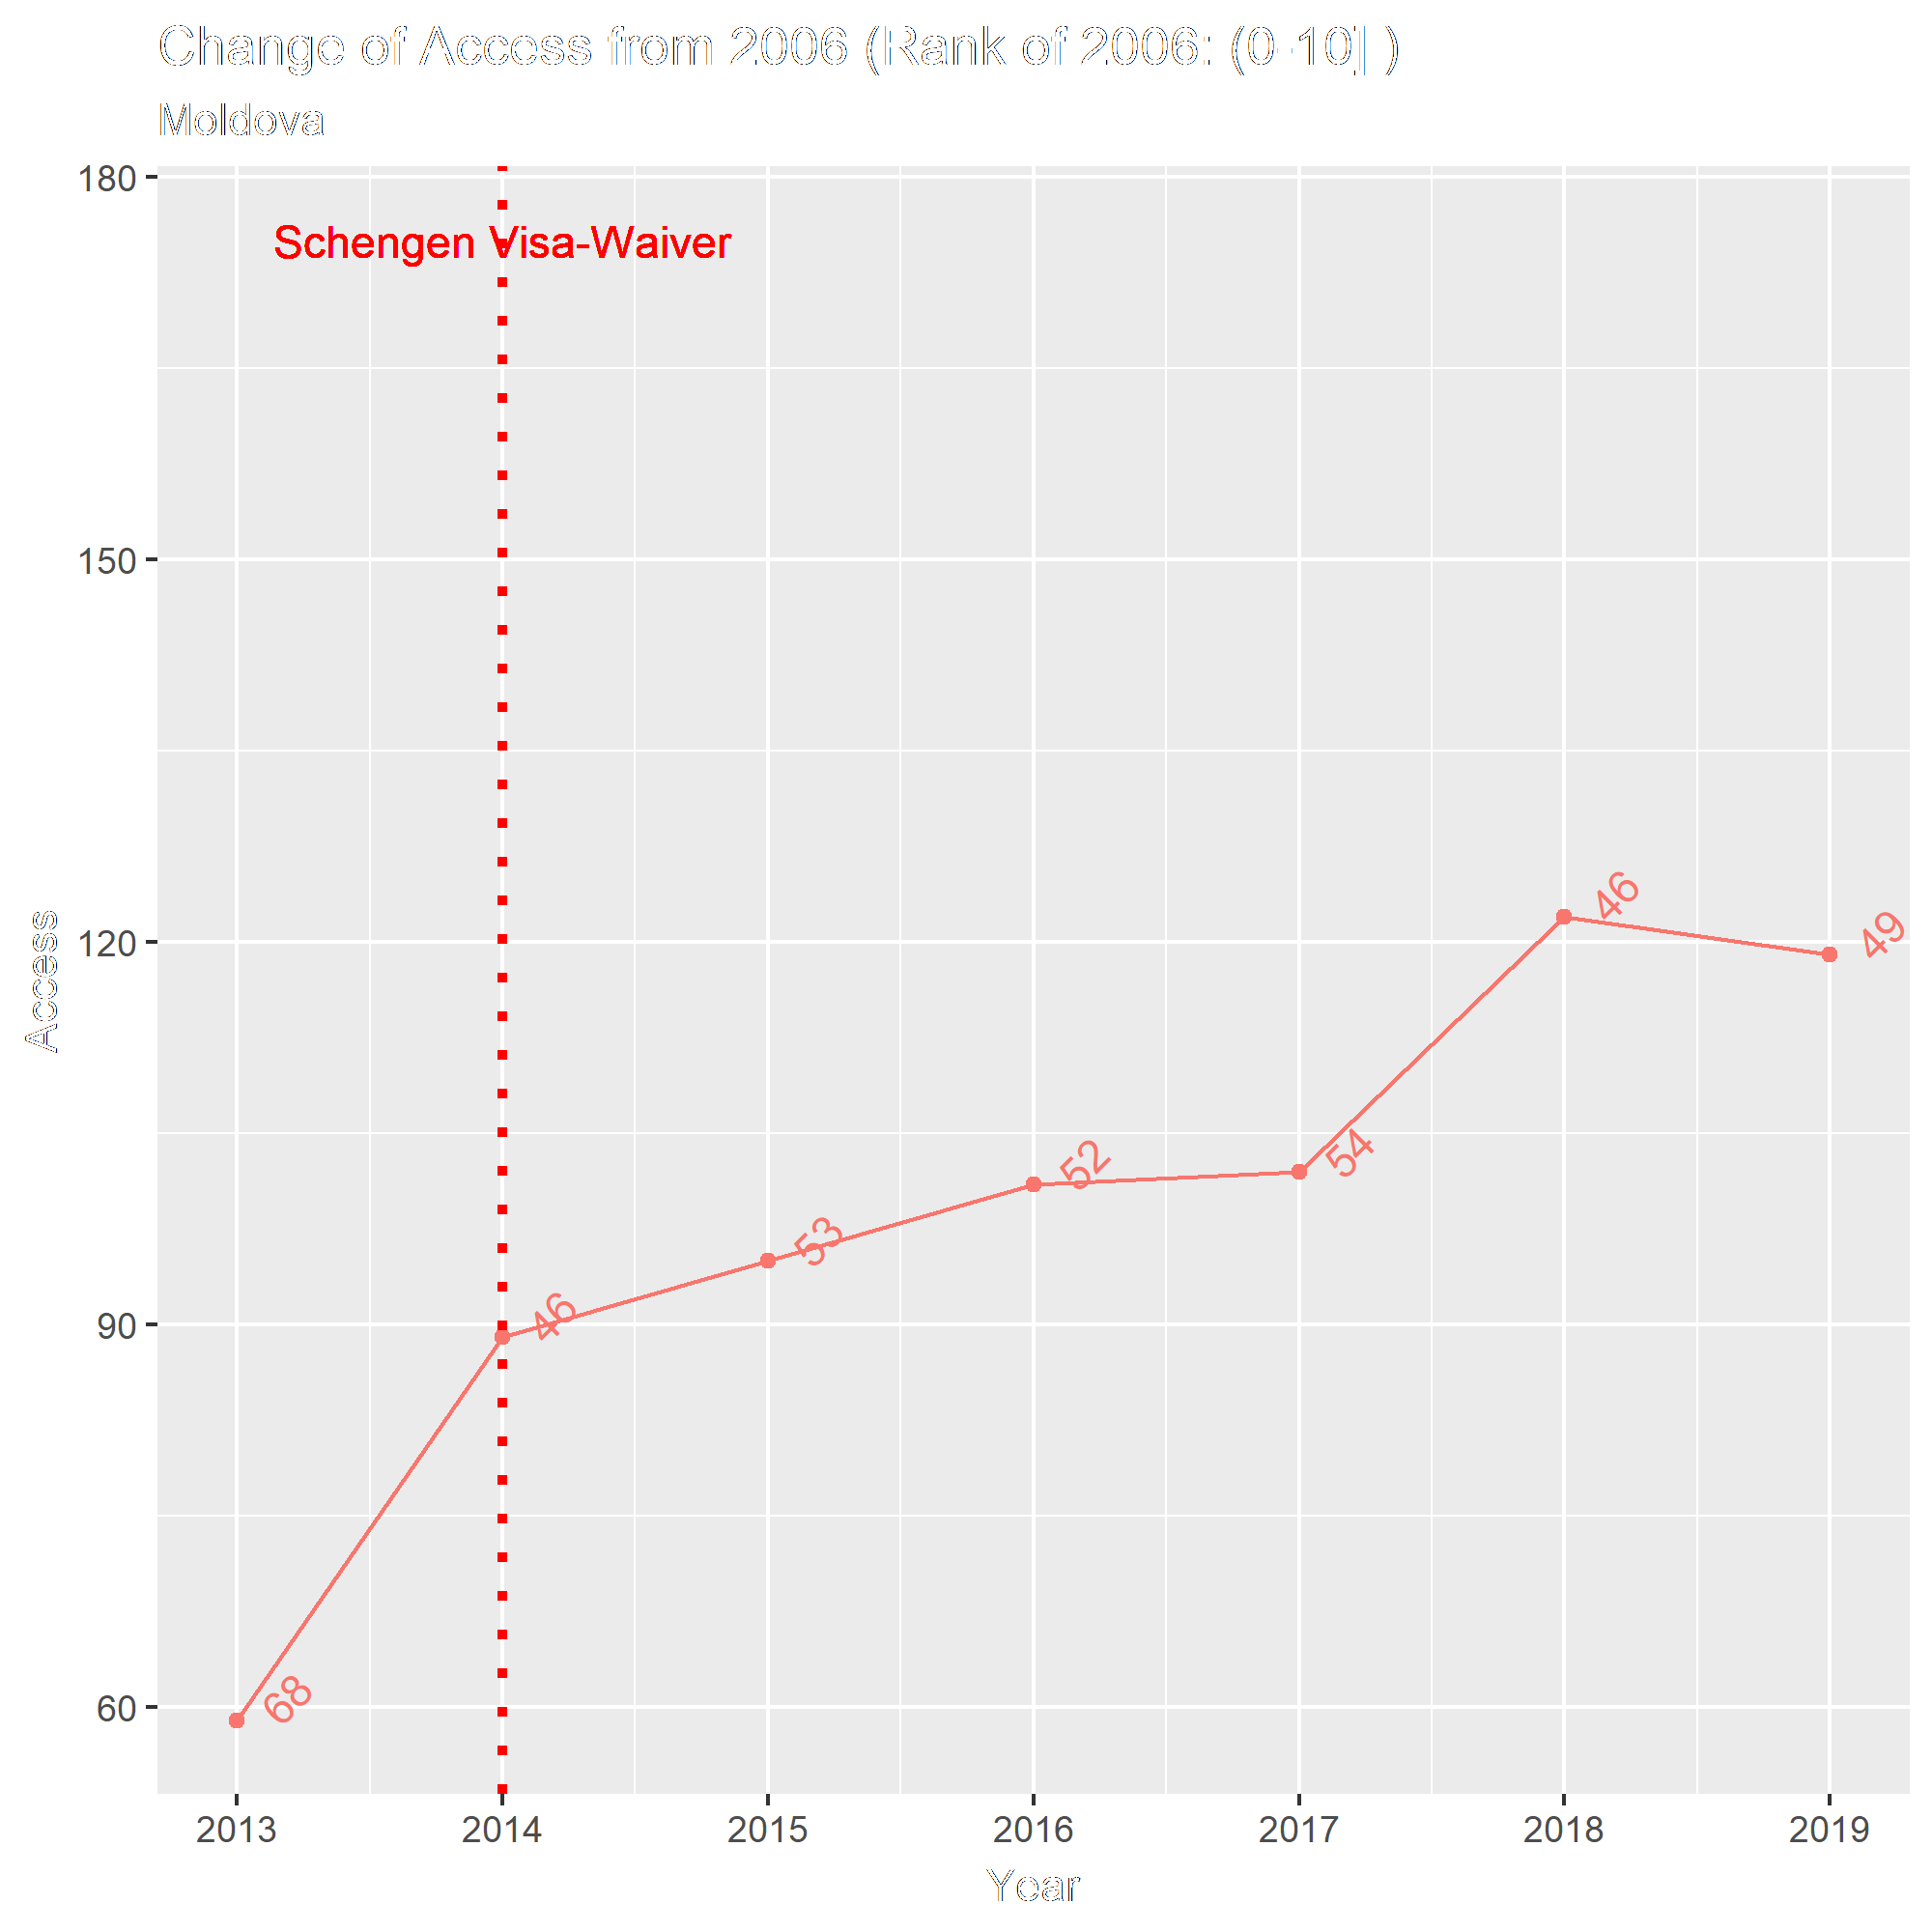 Change of Access from 2006 (Rank of 2006: (0-10] )
Moldova
180
Schengen Visa-Waiver
150
120
90
60
Access
68
46
53
52
54
46
49
2013 2014 2015 2016 2017 2018 2019
Year